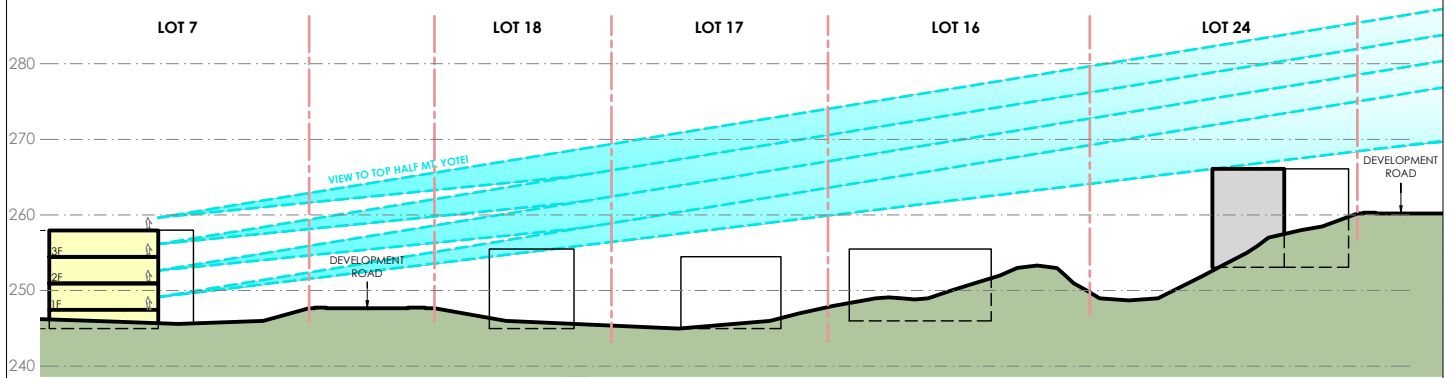 LOT 7
LOT 18
LOT 17
LOT 16
LOT 24
280
270
VIEW TO TOP HALF MT. YOTEI
DEVELOPMENT
ROAD
260
3F
DEVELOPMENT
ROAD
2F
250
1F
240